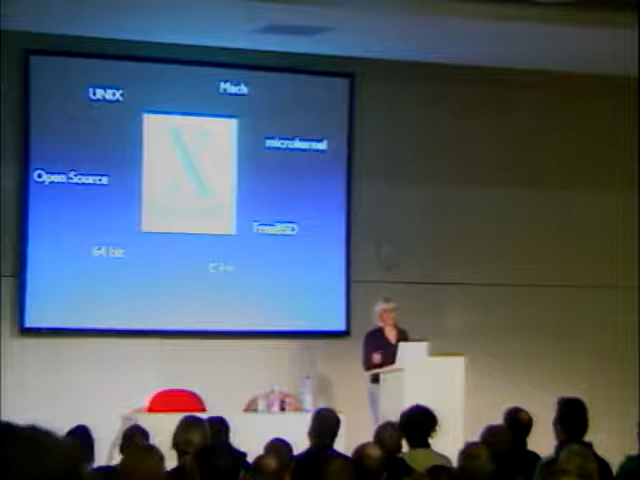 UNIX
Mach
microkernel
Open Source
FreeBSD
64 bit
C++
X